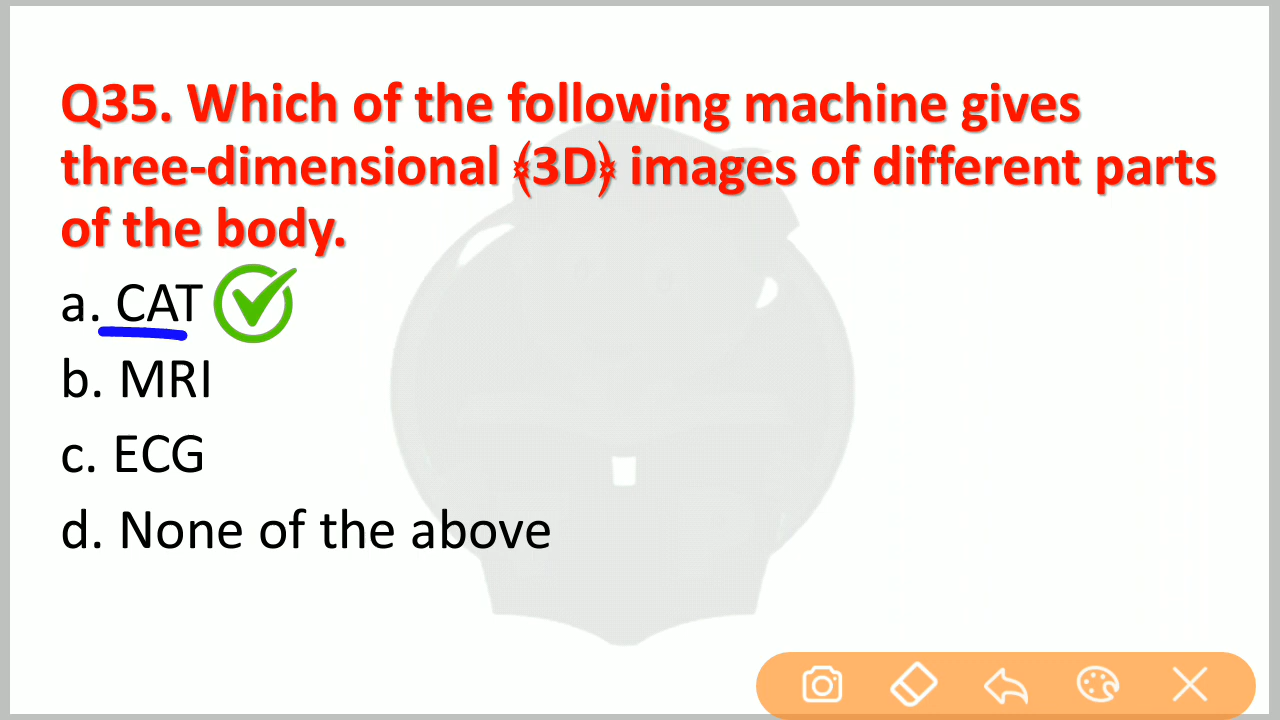 Q35. Which of the following machine gives
three-dimensional ﴾3D﴿ images of different parts
of the body.
a. CAT
b. MRI
c. ECG
d. None of the above